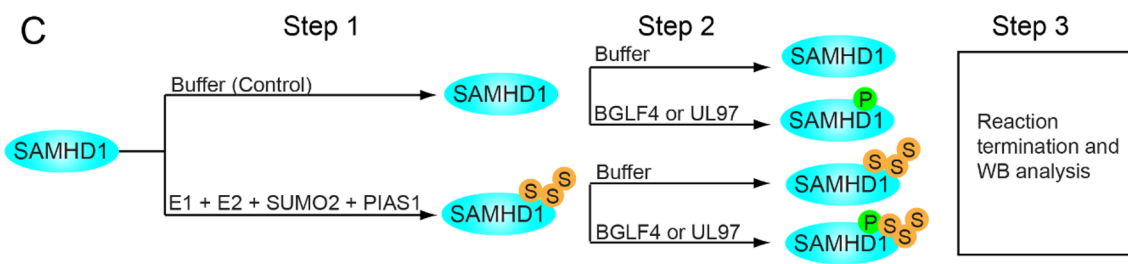 C
Step 1
Step 2
Step 3
Buffer (Control)
SAMHD1
Buffer
SAMHD1
BGLF4 or UL97
P
SAMHD1
SAMHD1
E1 + E2 + SUMO2 + PIAS1
S S S
SAMHD1
Buffer
S S S
SAMHD1
BGLF4 or UL97
P S S S
SAMHD1
Reaction
termination and
WB analysis